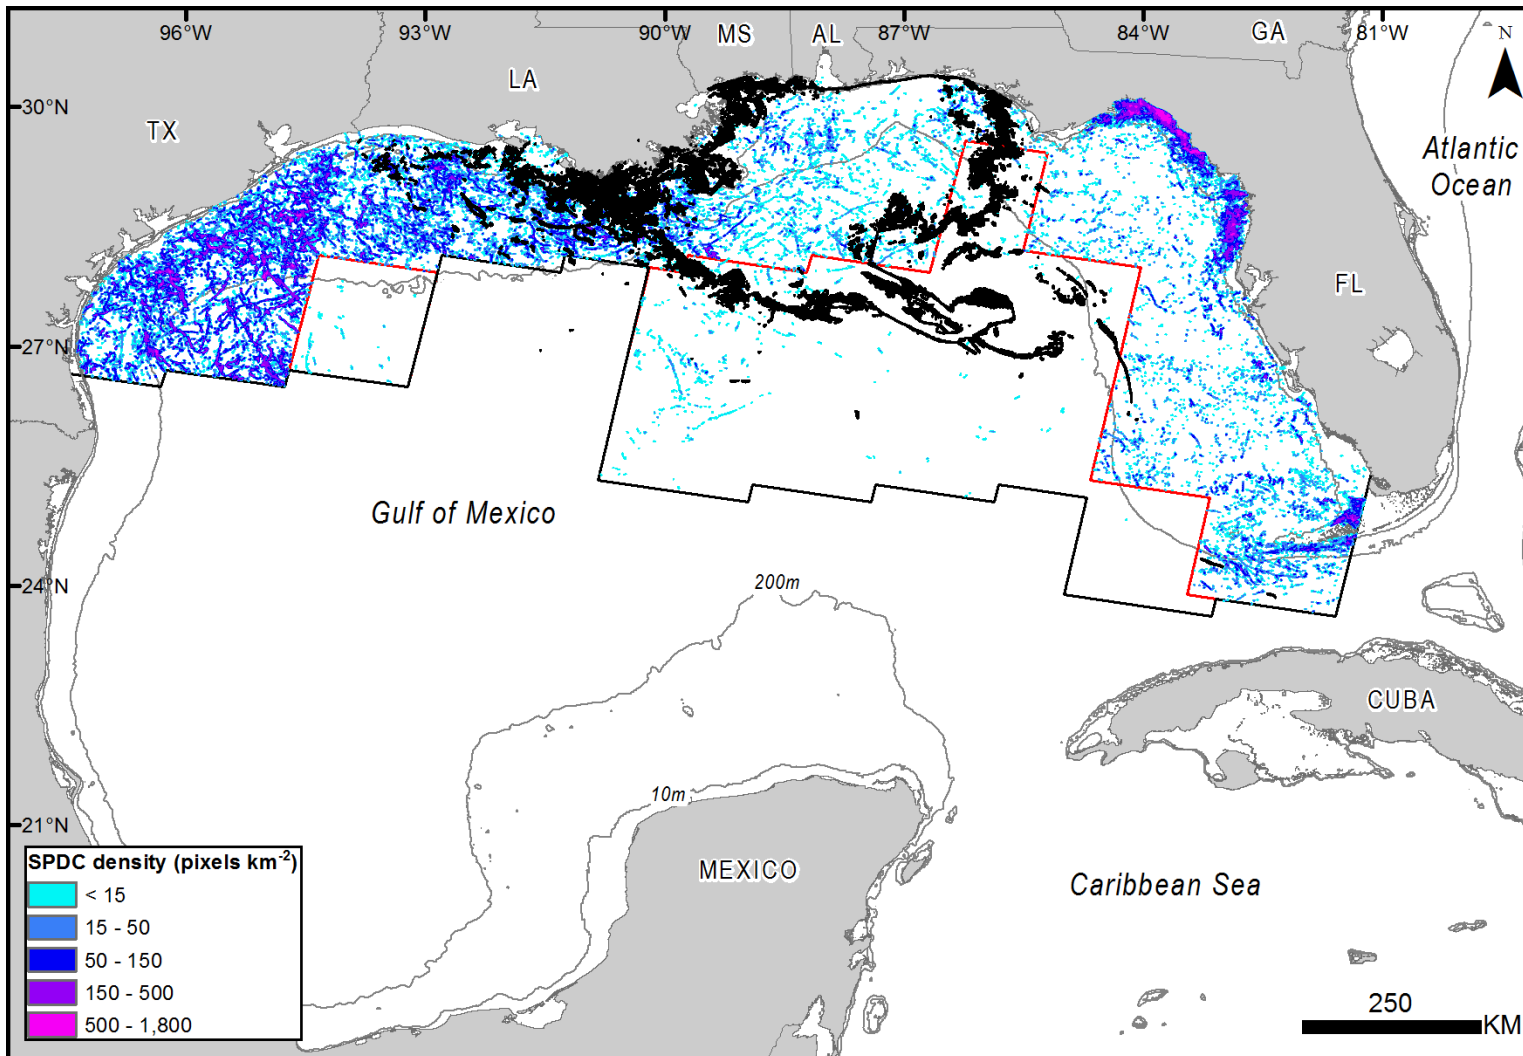 96°W
93°W
90°W
MS
AL
87°W
84°W
GA
81°W
N
LA
30°N
TX
Atlantic
Ocean
FL
27°N
Gulf of Mexico
24°N
200m
CUBA
10m
21°N
MEXICO
Caribbean Sea
SPDC density (pixels km-2)
< 15
15 - 50
50 - 150
150 - 500
500 - 1,800
250
KM